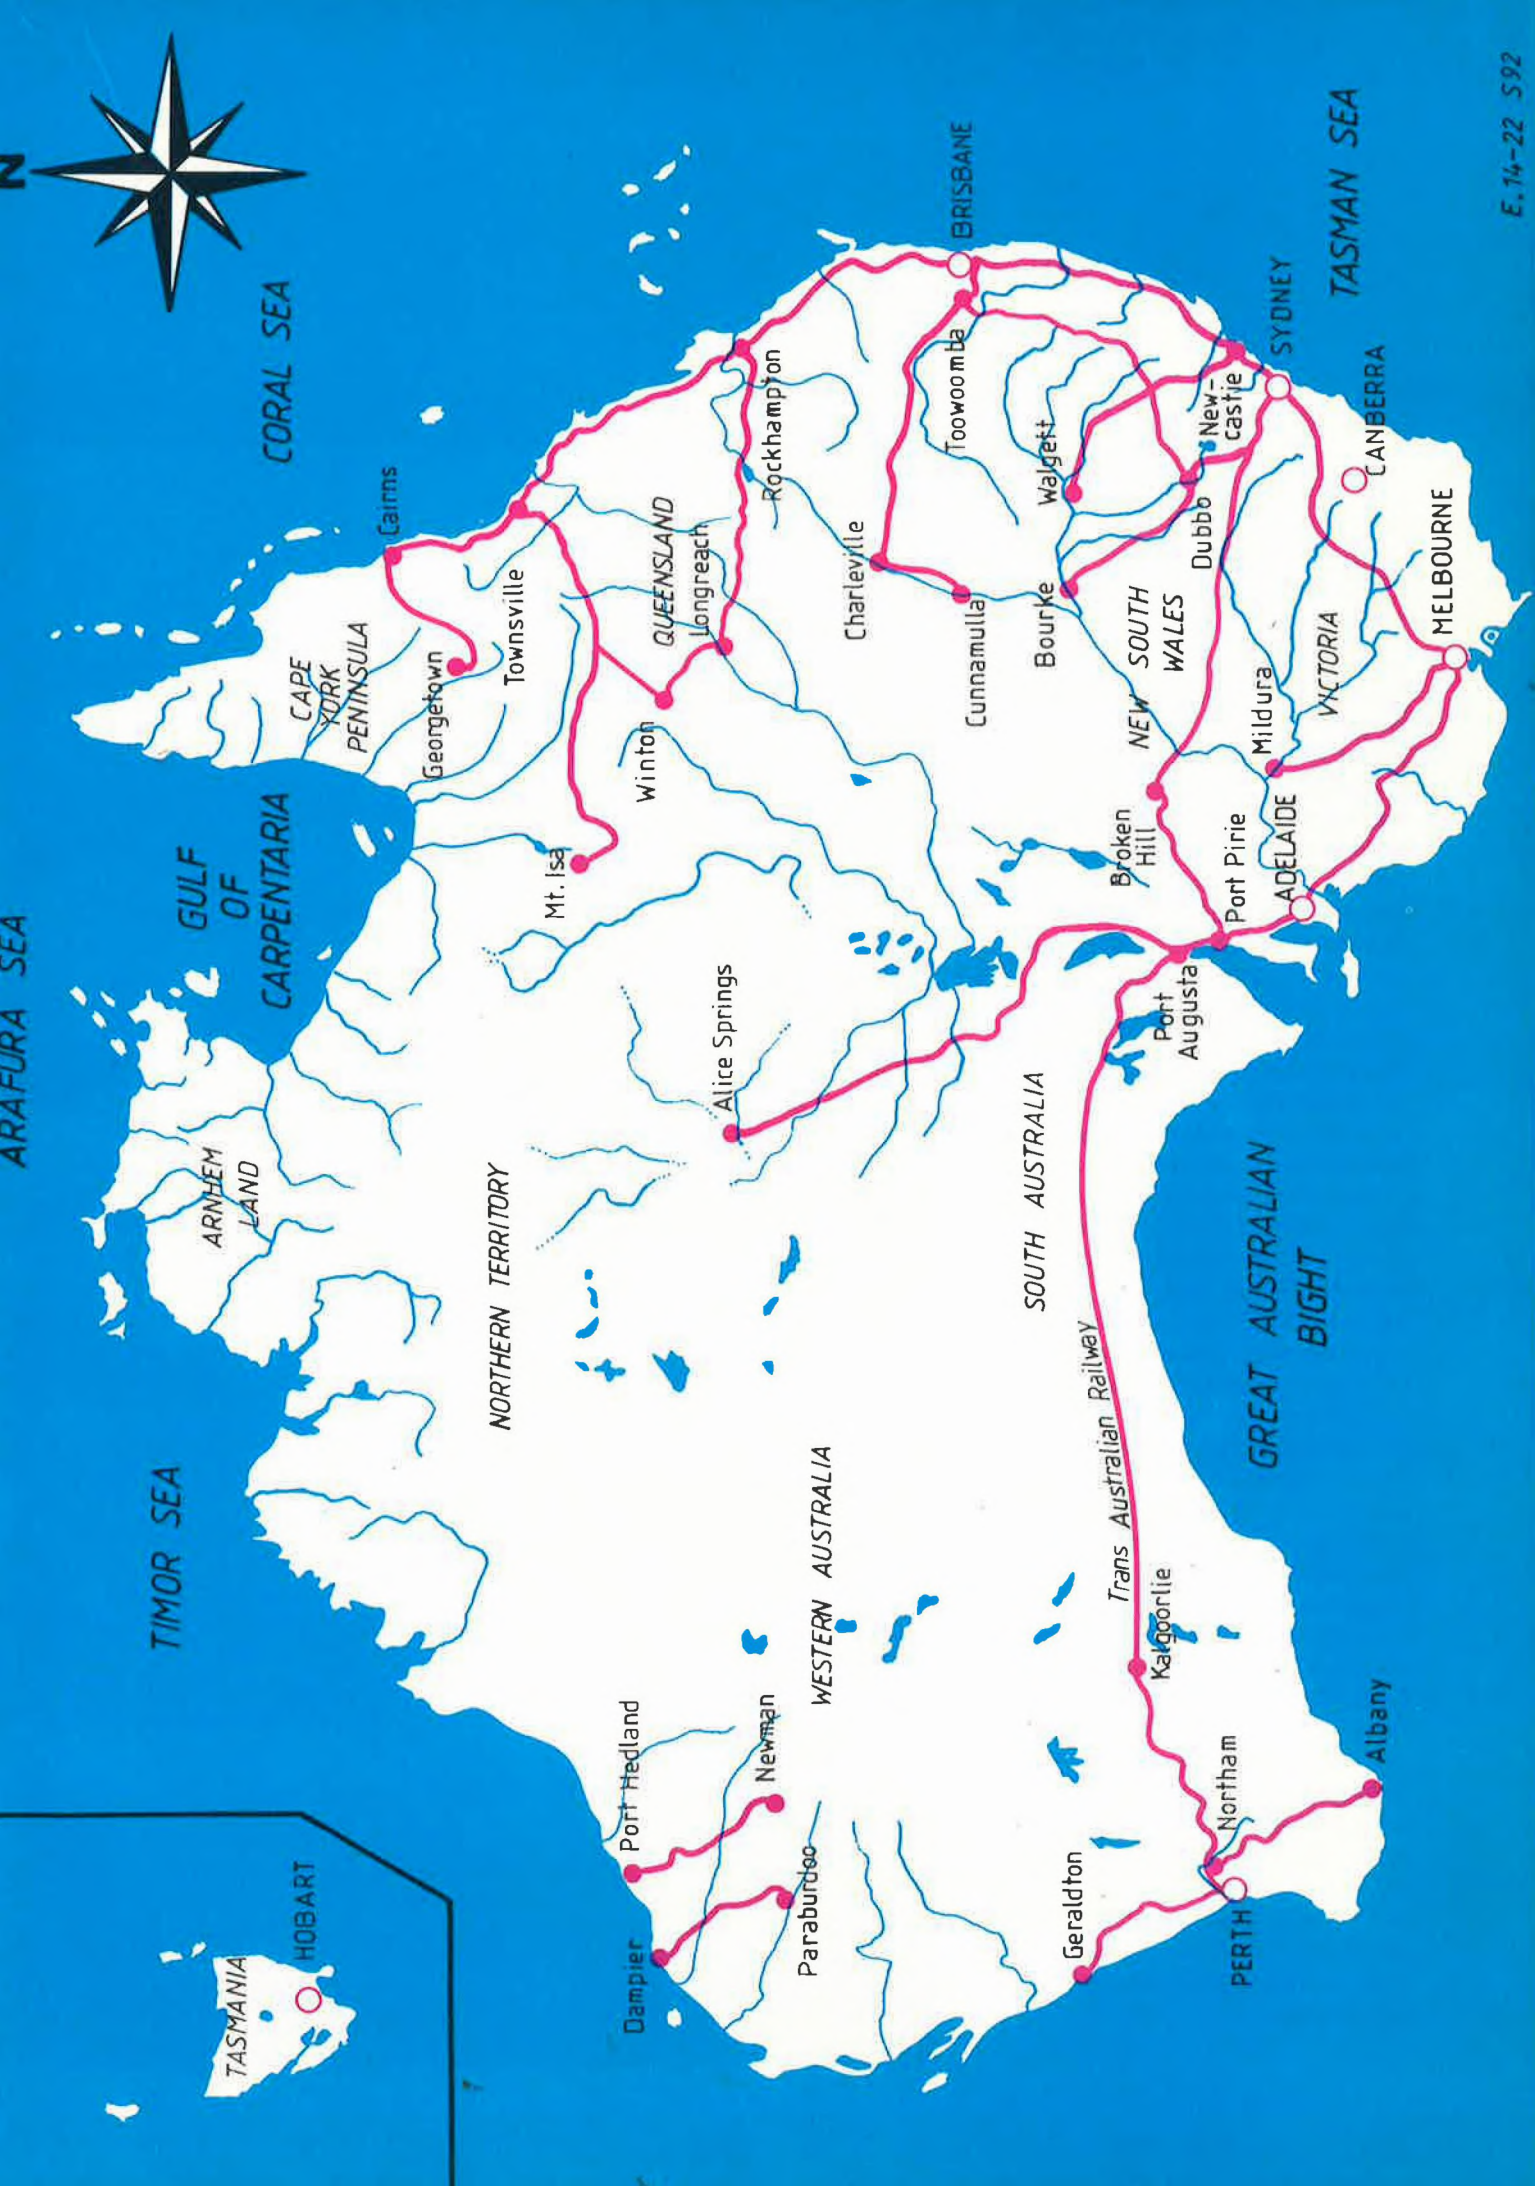 N
ARAFURA SEA
TIMOR SEA
GULF
OF
CARPENTARIA
CORAL SEA
TASMAN SEA
GREAT AUSTRALIAN
BIGHT
TASMANIA
HOBART
ARNHEM
LAND
CAPE
YORK
PENINSULA
NORTHERN TERRITORY
QUEENSLAND
WESTERN AUSTRALIA
SOUTH AUSTRALIA
NEW SOUTH
WALES
VICTORIA
Cairns
Georgetown
Townsville
Mt. Isa
Winton
Longreach
Rockhampton
Charleville
Cunnamulla
Toowoomba
BRISBANE
Walgett
Bourke
Dubbo
New-
castle
SYDNEY
CANBERRA
MELBOURNE
Mildura
Broken
Hill
Port Pirie
ADELAIDE
Port
Augusta
Alice Springs
Trans Australian Railway
Kalgoorlie
Northam
Albany
PERTH
Geraldton
Port Hedland
Newman
Paraburdoo
Dampier
E.14-22 S92